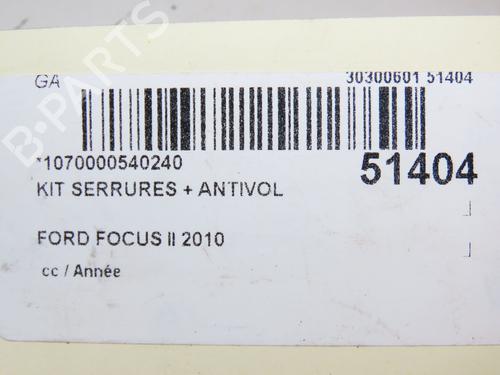 B-PARTS
GA 30300601 51404
*1070000540240 51404
KIT SERRURES + ANTIVOL
FORD FOCUS II 2010
cc / Année